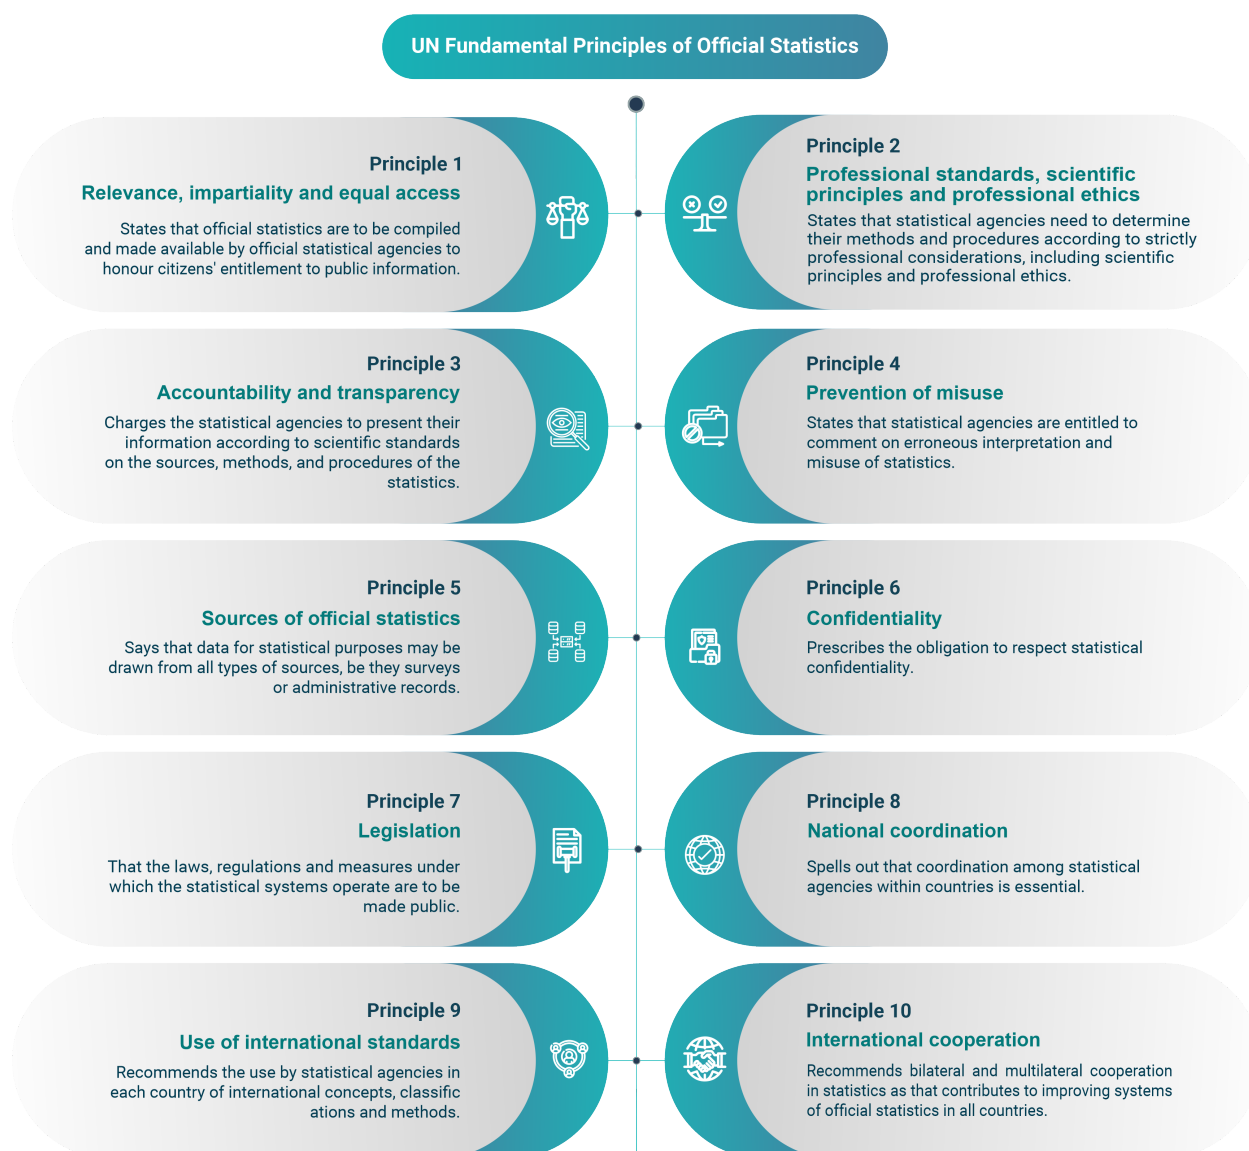 UN Fundamental Principles of Official Statistics
Principle 1
Relevance, impartiality and equal access
States that official statistics are to be compiled
and made available by official statistical agencies to
honour citizens' entitlement to public information.
Principle 2
Professional standards, scientific
principles and professional ethics
States that statistical agencies need to determine
their methods and procedures according to strictly
professional considerations, including scientific
principles and professional ethics.
Principle 3
Accountability and transparency
Charges the statistical agencies to present their
information according to scientific standards
on the sources, methods, and procedures of the
statistics.
Principle 4
Prevention of misuse
States that statistical agencies are entitled to
comment on erroneous interpretation and
misuse of statistics.
Principle 5
Sources of official statistics
Says that data for statistical purposes may be
drawn from all types of sources, be they surveys
or administrative records.
Principle 6
Confidentiality
Prescribes the obligation to respect statistical
confidentiality.
Principle 7
Legislation
That the laws, regulations and measures under
which the statistical systems operate are to be
made public.
Principle 8
National coordination
Spells out that coordination among statistical
agencies within countries is essential.
Principle 9
Use of international standards
Recommends the use by statistical agencies in
each country of international concepts, classific
ations and methods.
Principle 10
International cooperation
Recommends bilateral and multilateral cooperation
in statistics as that contributes to improving systems
of official statistics in all countries.